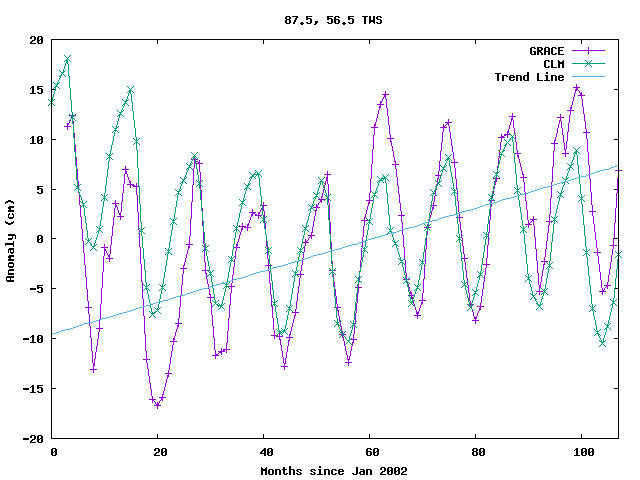 87.5, 56.5 TWS
GRACE
CLM
Trend Line
Anomaly (cm)
20
15
10
5
0
-5
-10
-15
-20
0 20 40 60 80 100
Months since Jan 2002